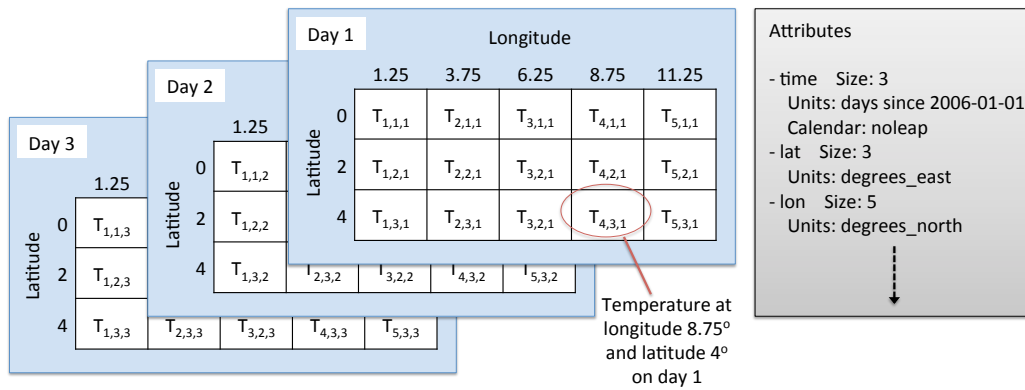 Day 1
Longitude
1.25 3.75 6.25 8.75 11.25
Latitude
0 T1,1,1 T2,1,1 T3,1,1 T4,1,1 T5,1,1
2 T1,2,1 T2,2,1 T3,2,1 T4,2,1 T5,2,1
4 T1,3,1 T2,3,1 T3,2,1 T4,3,1 T5,3,1
Day 2
1.25
Latitude
0 T1,1,2
2 T1,2,2
4 T1,3,2 T2,3,2 T3,2,2 T4,3,2 T5,3,2
Day 3
1.25
Latitude
0 T1,1,3
2 T1,2,3
4 T1,3,3 T2,3,3 T3,2,3 T4,3,3 T5,3,3
Temperature at
longitude 8.75o
and latitude 4o
on day 1
Attributes
- time Size: 3
Units: days since 2006-01-01
Calendar: noleap
- lat Size: 3
Units: degrees_east
- lon Size: 5
Units: degrees_north